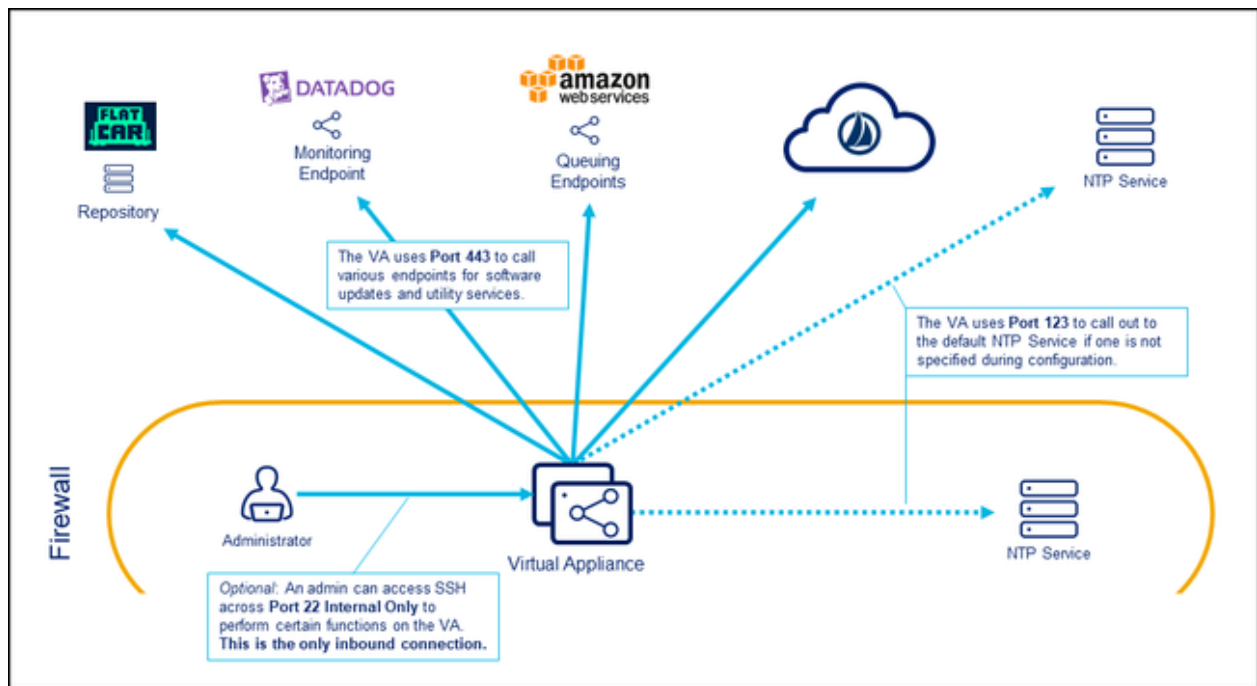 FLAT
CAR
Repository
DATADOG
Monitoring
Endpoint
amazon
webservices
Queuing
Endpoints
NTP Service
The VA uses Port 443 to call
various endpoints for software
updates and utility services.
The VA uses Port 123 to call out to
the default NTP Service if one is not
specified during configuration.
Firewall
Administrator
Virtual Appliance
NTP Service
Optional: An admin can access SSH
across Port 22 Internal Only to
perform certain functions on the VA.
This is the only inbound connection.